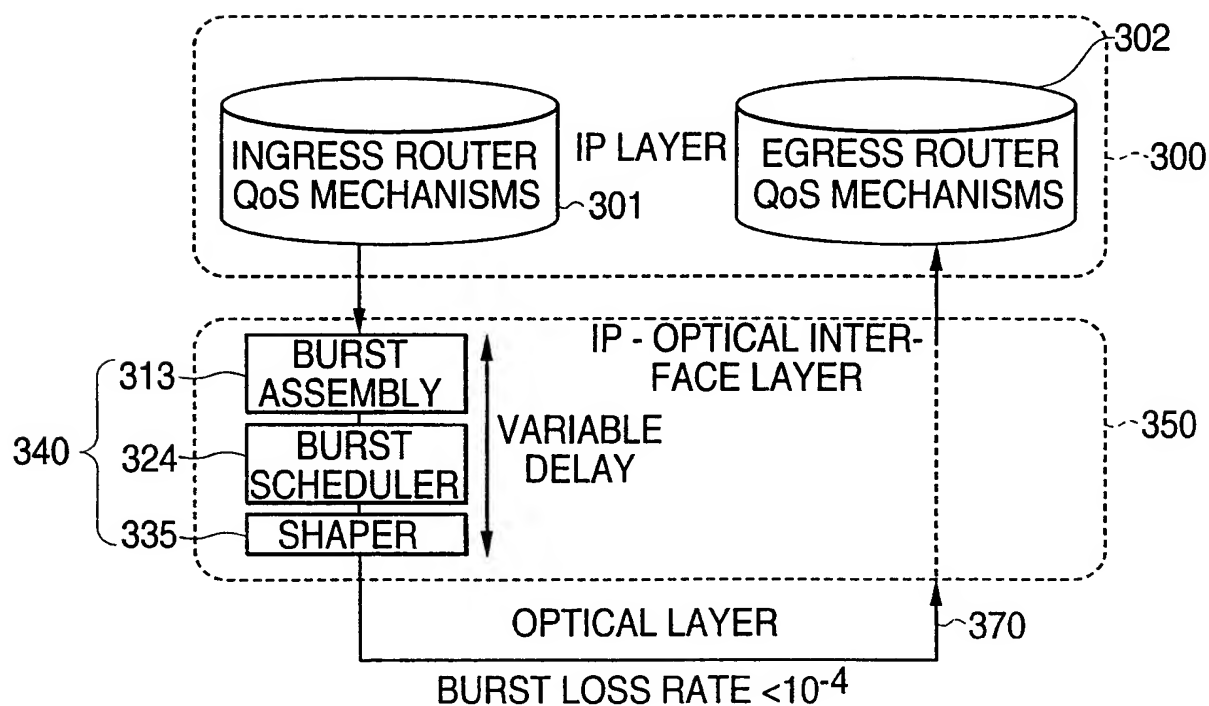 302
INGRESS ROUTER
QoS MECHANISMS
IP LAYER
EGRESS ROUTER
QoS MECHANISMS
300
301
IP - OPTICAL INTER-
FACE LAYER
340
313
BURST
ASSEMBLY
324
BURST
SCHEDULER
335
SHAPER
VARIABLE
DELAY
350
OPTICAL LAYER
370
BURST LOSS RATE <10-4